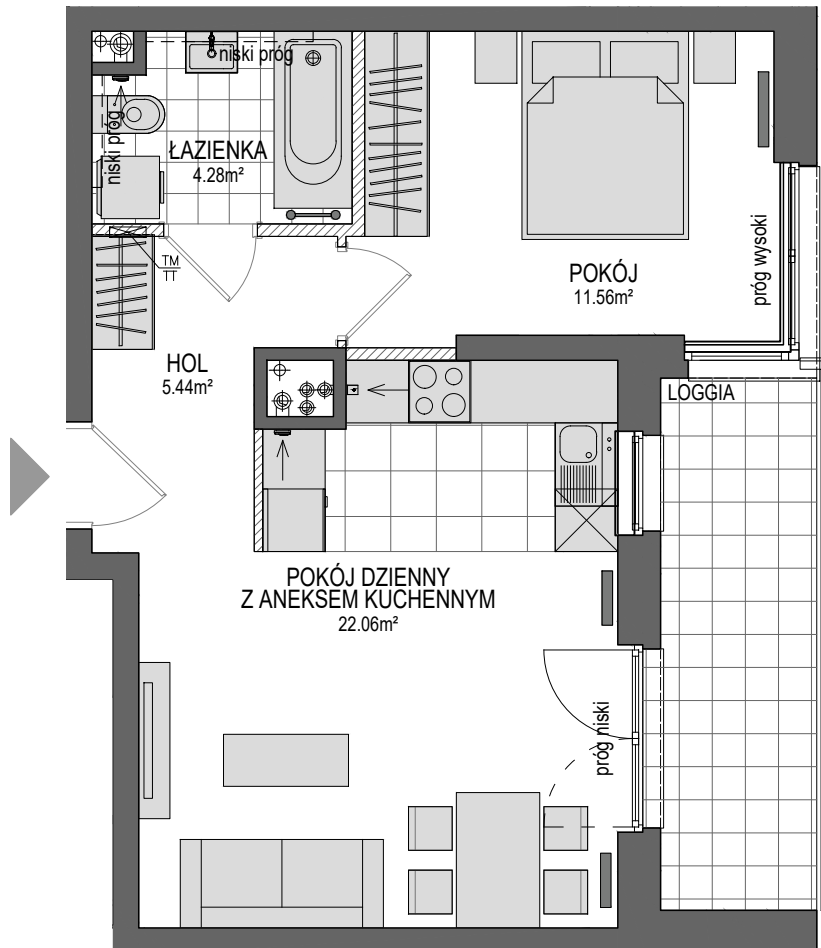 niski próg
niski próg
ŁAZIENKA
4.28m²
TM
TT
POKÓJ
11.56m²
próg wysoki
HOL
5.44m²
LOGGIA
POKÓJ DZIENNY
Z ANEKSEM KUCHENNYM
22.06m²
próg niski